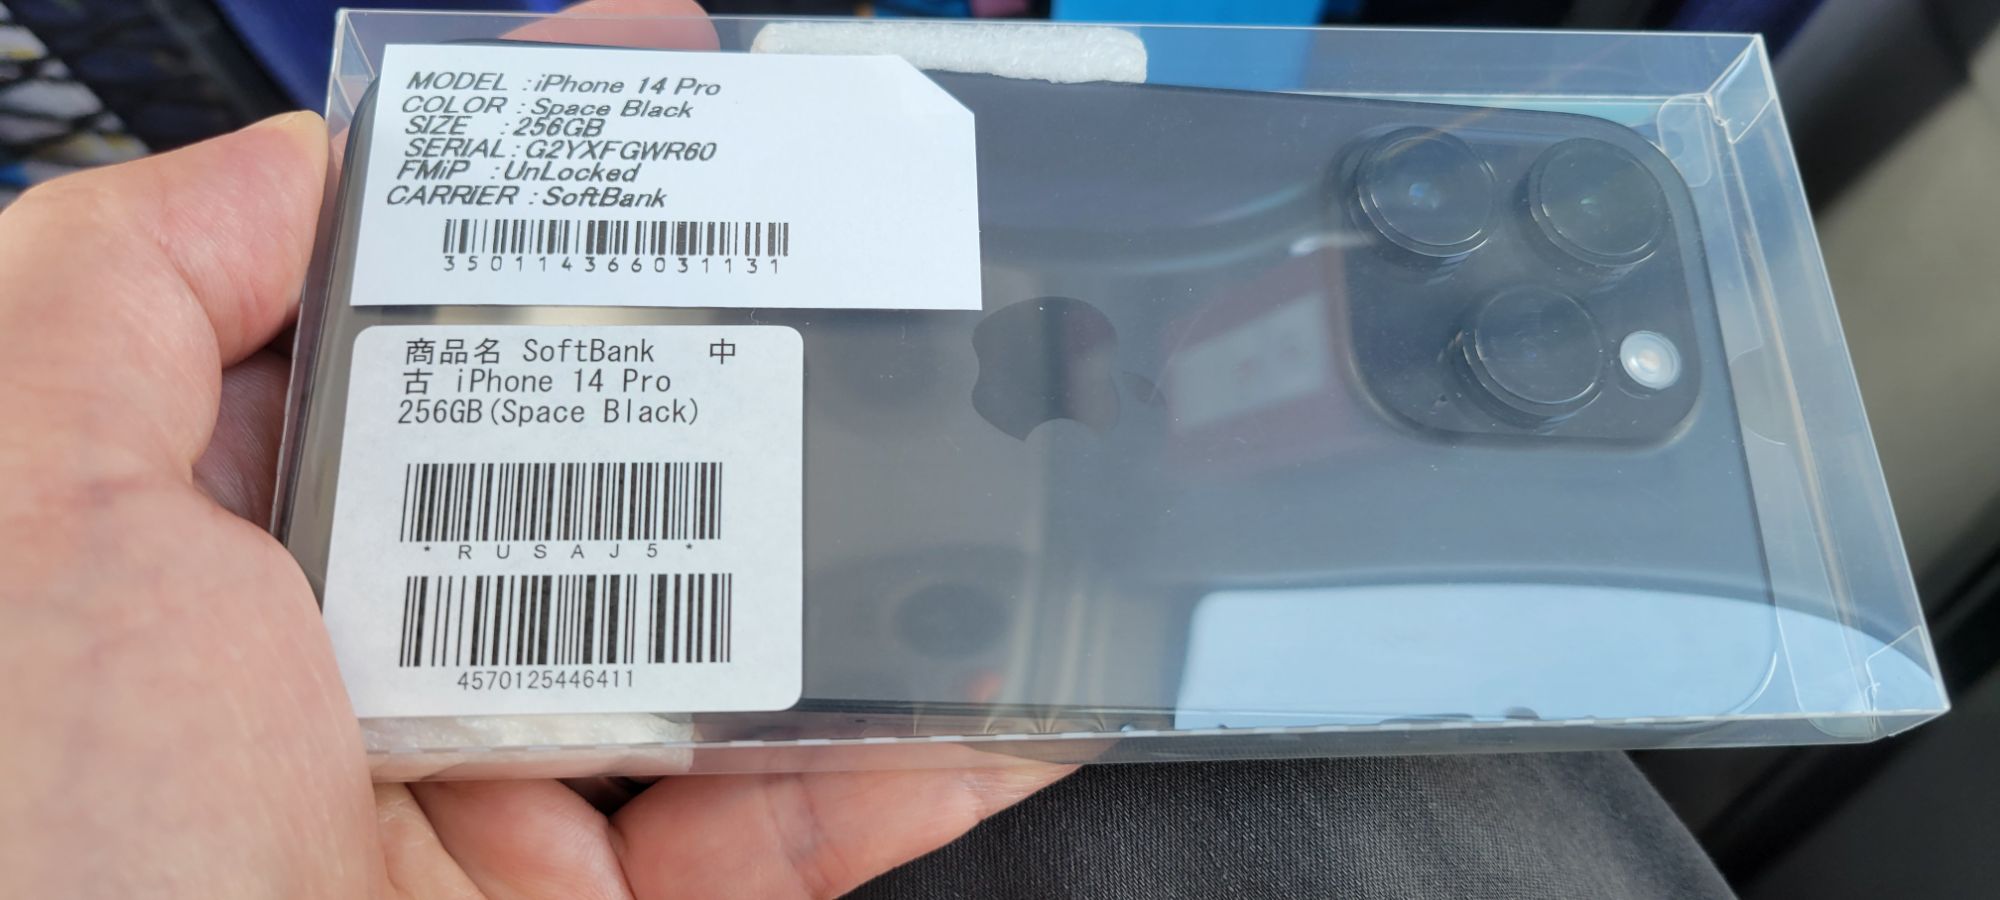 MODEL :iPhone 14 Pro
COLOR :Space Black
SIZE :256GB
SERIAL:G2YXFGWR60
FMiP :UnLocked
CARRIER :SoftBank
350114366031131
商品名 SoftBank 中
古 iPhone 14 Pro
256GB(Space Black)
*RUSAJ5*
4570125446411